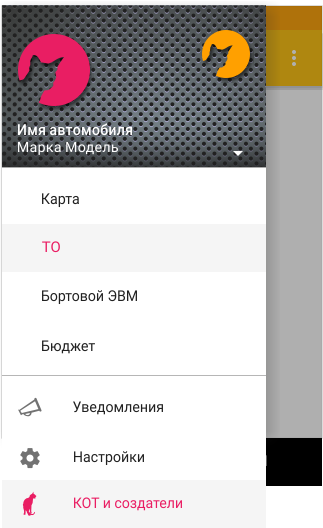 Имя автомобиля
Марка Модель
Карта
ТО
Бортовой ЭВМ
Бюджет
Уведомления
Настройки
КОТ и создатели